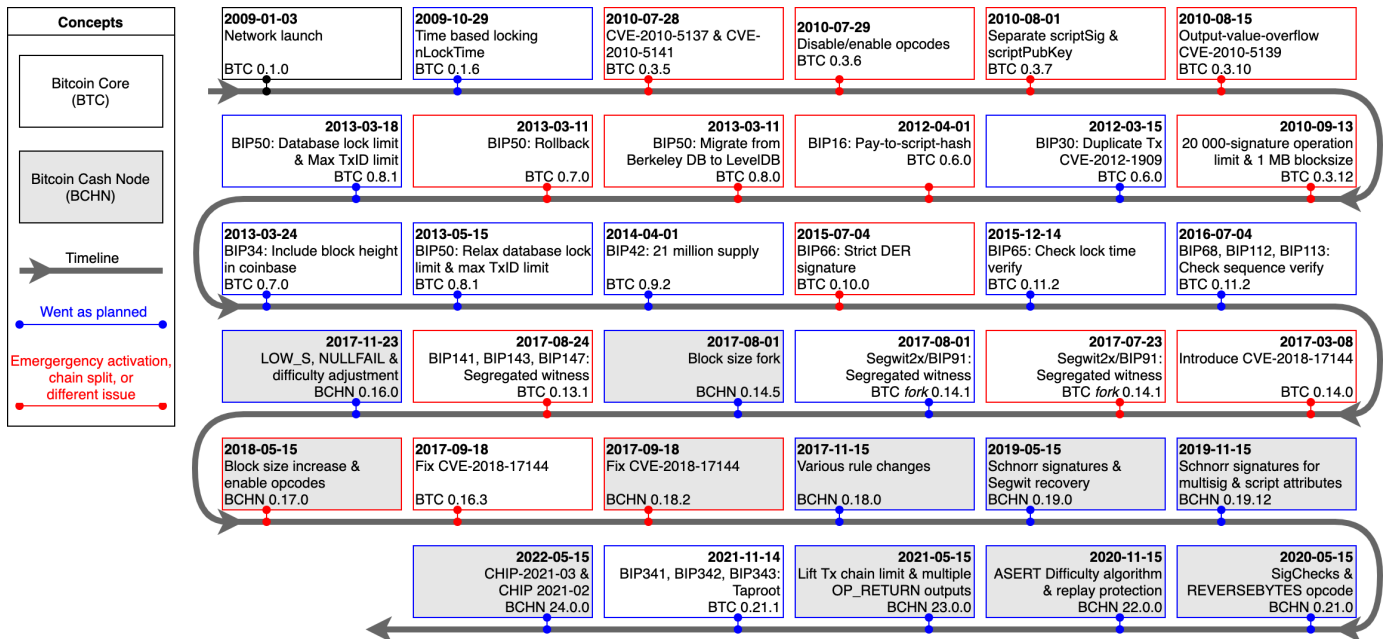 Concepts
Bitcoin Core
(BTC)
Bitcoin Cash Node
(BCHN)
Timeline
Went as planned
Emergergency activation,
chain split, or
different issue
2009-01-03
Network launch
BTC 0.1.0
2009-10-29
Time based locking
nLockTime
BTC 0.1.6
2010-07-28
CVE-2010-5137 & CVE-
2010-5141
BTC 0.3.5
2010-07-29
Disable/enable opcodes
BTC 0.3.6
2010-08-01
Separate scriptSig &
scriptPubKey
BTC 0.3.7
2010-08-15
Output-value-overflow
CVE-2010-5139
BTC 0.3.10
2013-03-18
BIP50: Database lock limit
& Max TxID limit
BTC 0.8.1
2013-03-11
BIP50: Rollback
BTC 0.7.0
2013-03-11
BIP50: Migrate from
Berkeley DB to LevelDB
BTC 0.8.0
2012-04-01
BIP16: Pay-to-script-hash
BTC 0.6.0
2012-03-15
BIP30: Duplicate Tx
CVE-2012-1909
BTC 0.6.0
2010-09-13
20 000-signature operation
limit & 1 MB blocksize
BTC 0.3.12
2013-03-24
BIP34: Include block height
in coinbase
BTC 0.7.0
2013-05-15
BIP50: Relax database lock
limit & max TxID limit
BTC 0.8.1
2014-04-01
BIP42: 21 million supply
BTC 0.9.2
2015-07-04
BIP66: Strict DER
signature
BTC 0.10.0
2015-12-14
BIP65: Check lock time
verify
BTC 0.11.2
2016-07-04
BIP68, BIP112, BIP113:
Check sequence verify
BTC 0.11.2
2017-11-23
LOW_S, NULLFAIL &
difficulty adjustment
BCHN 0.16.0
2017-08-24
BIP141, BIP143, BIP147:
Segregated witness
BTC 0.13.1
2017-08-01
Block size fork
BCHN 0.14.5
2017-08-01
Segwit2x/BIP91:
Segregated witness
BTC fork 0.14.1
2017-07-23
Segwit2x/BIP91:
Segregated witness
BTC fork 0.14.1
2017-03-08
Introduce CVE-2018-17144
BTC 0.14.0
2018-05-15
Block size increase &
enable opcodes
BCHN 0.17.0
2017-09-18
Fix CVE-2018-17144
BTC 0.16.3
2017-09-18
Fix CVE-2018-17144
BCHN 0.18.2
2017-11-15
Various rule changes
BCHN 0.18.0
2019-05-15
Schnorr signatures &
Segwit recovery
BCHN 0.19.0
2019-11-15
Schnorr signatures for
multisig & script attributes
BCHN 0.19.12
2022-05-15
CHIP-2021-03 &
CHIP 2021-02
BCHN 24.0.0
2021-11-14
BIP341, BIP342, BIP343:
Taproot
BTC 0.21.1
2021-05-15
Lift Tx chain limit & multiple
OP_RETURN outputs
BCHN 23.0.0
2020-11-15
ASERT Difficulty algorithm
& replay protection
BCHN 22.0.0
2020-05-15
SigChecks &
REVERSEBYTES opcode
BCHN 0.21.0